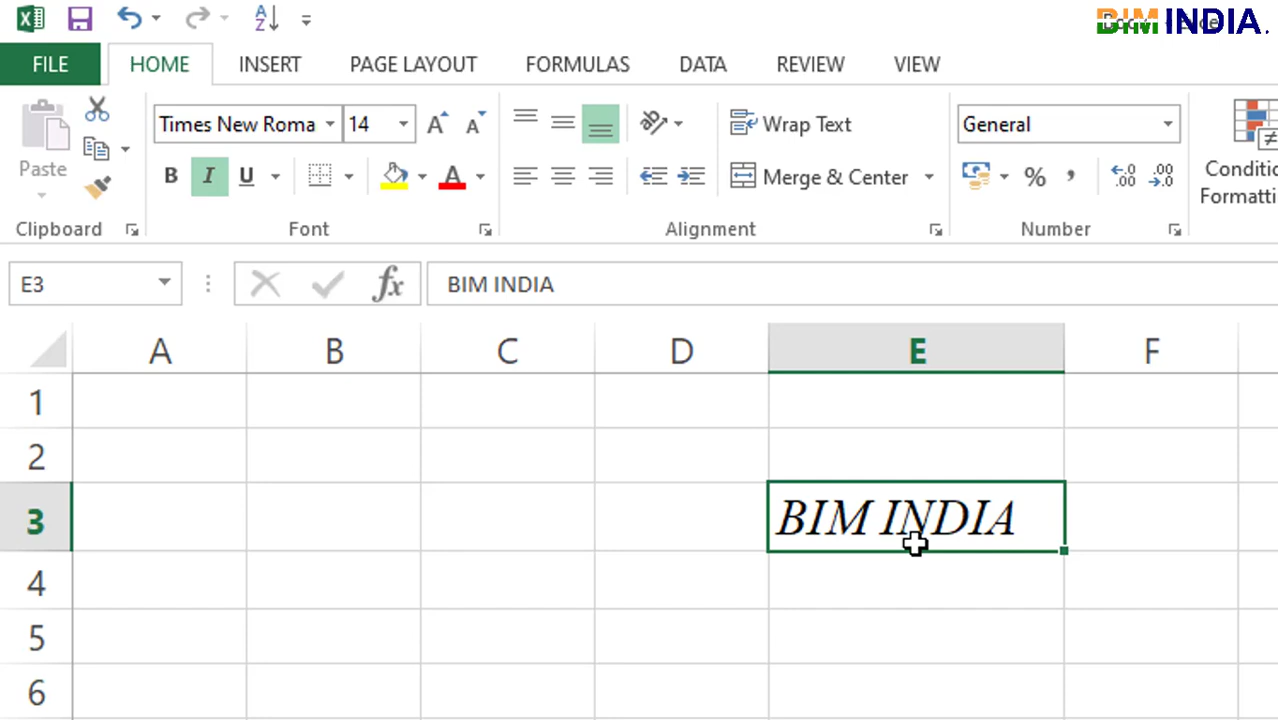 BIM INDIA.
FILE HOME INSERT PAGE LAYOUT FORMULAS DATA REVIEW VIEW
Paste
Times New Roma 14
Wrap Text
General
B I U
Merge & Center
% ,
Conditio
Formatti
Clipboard Font Alignment Number
E3 fx BIM INDIA
A B C D E F
1
2
3 BIM INDIA
4
5
6